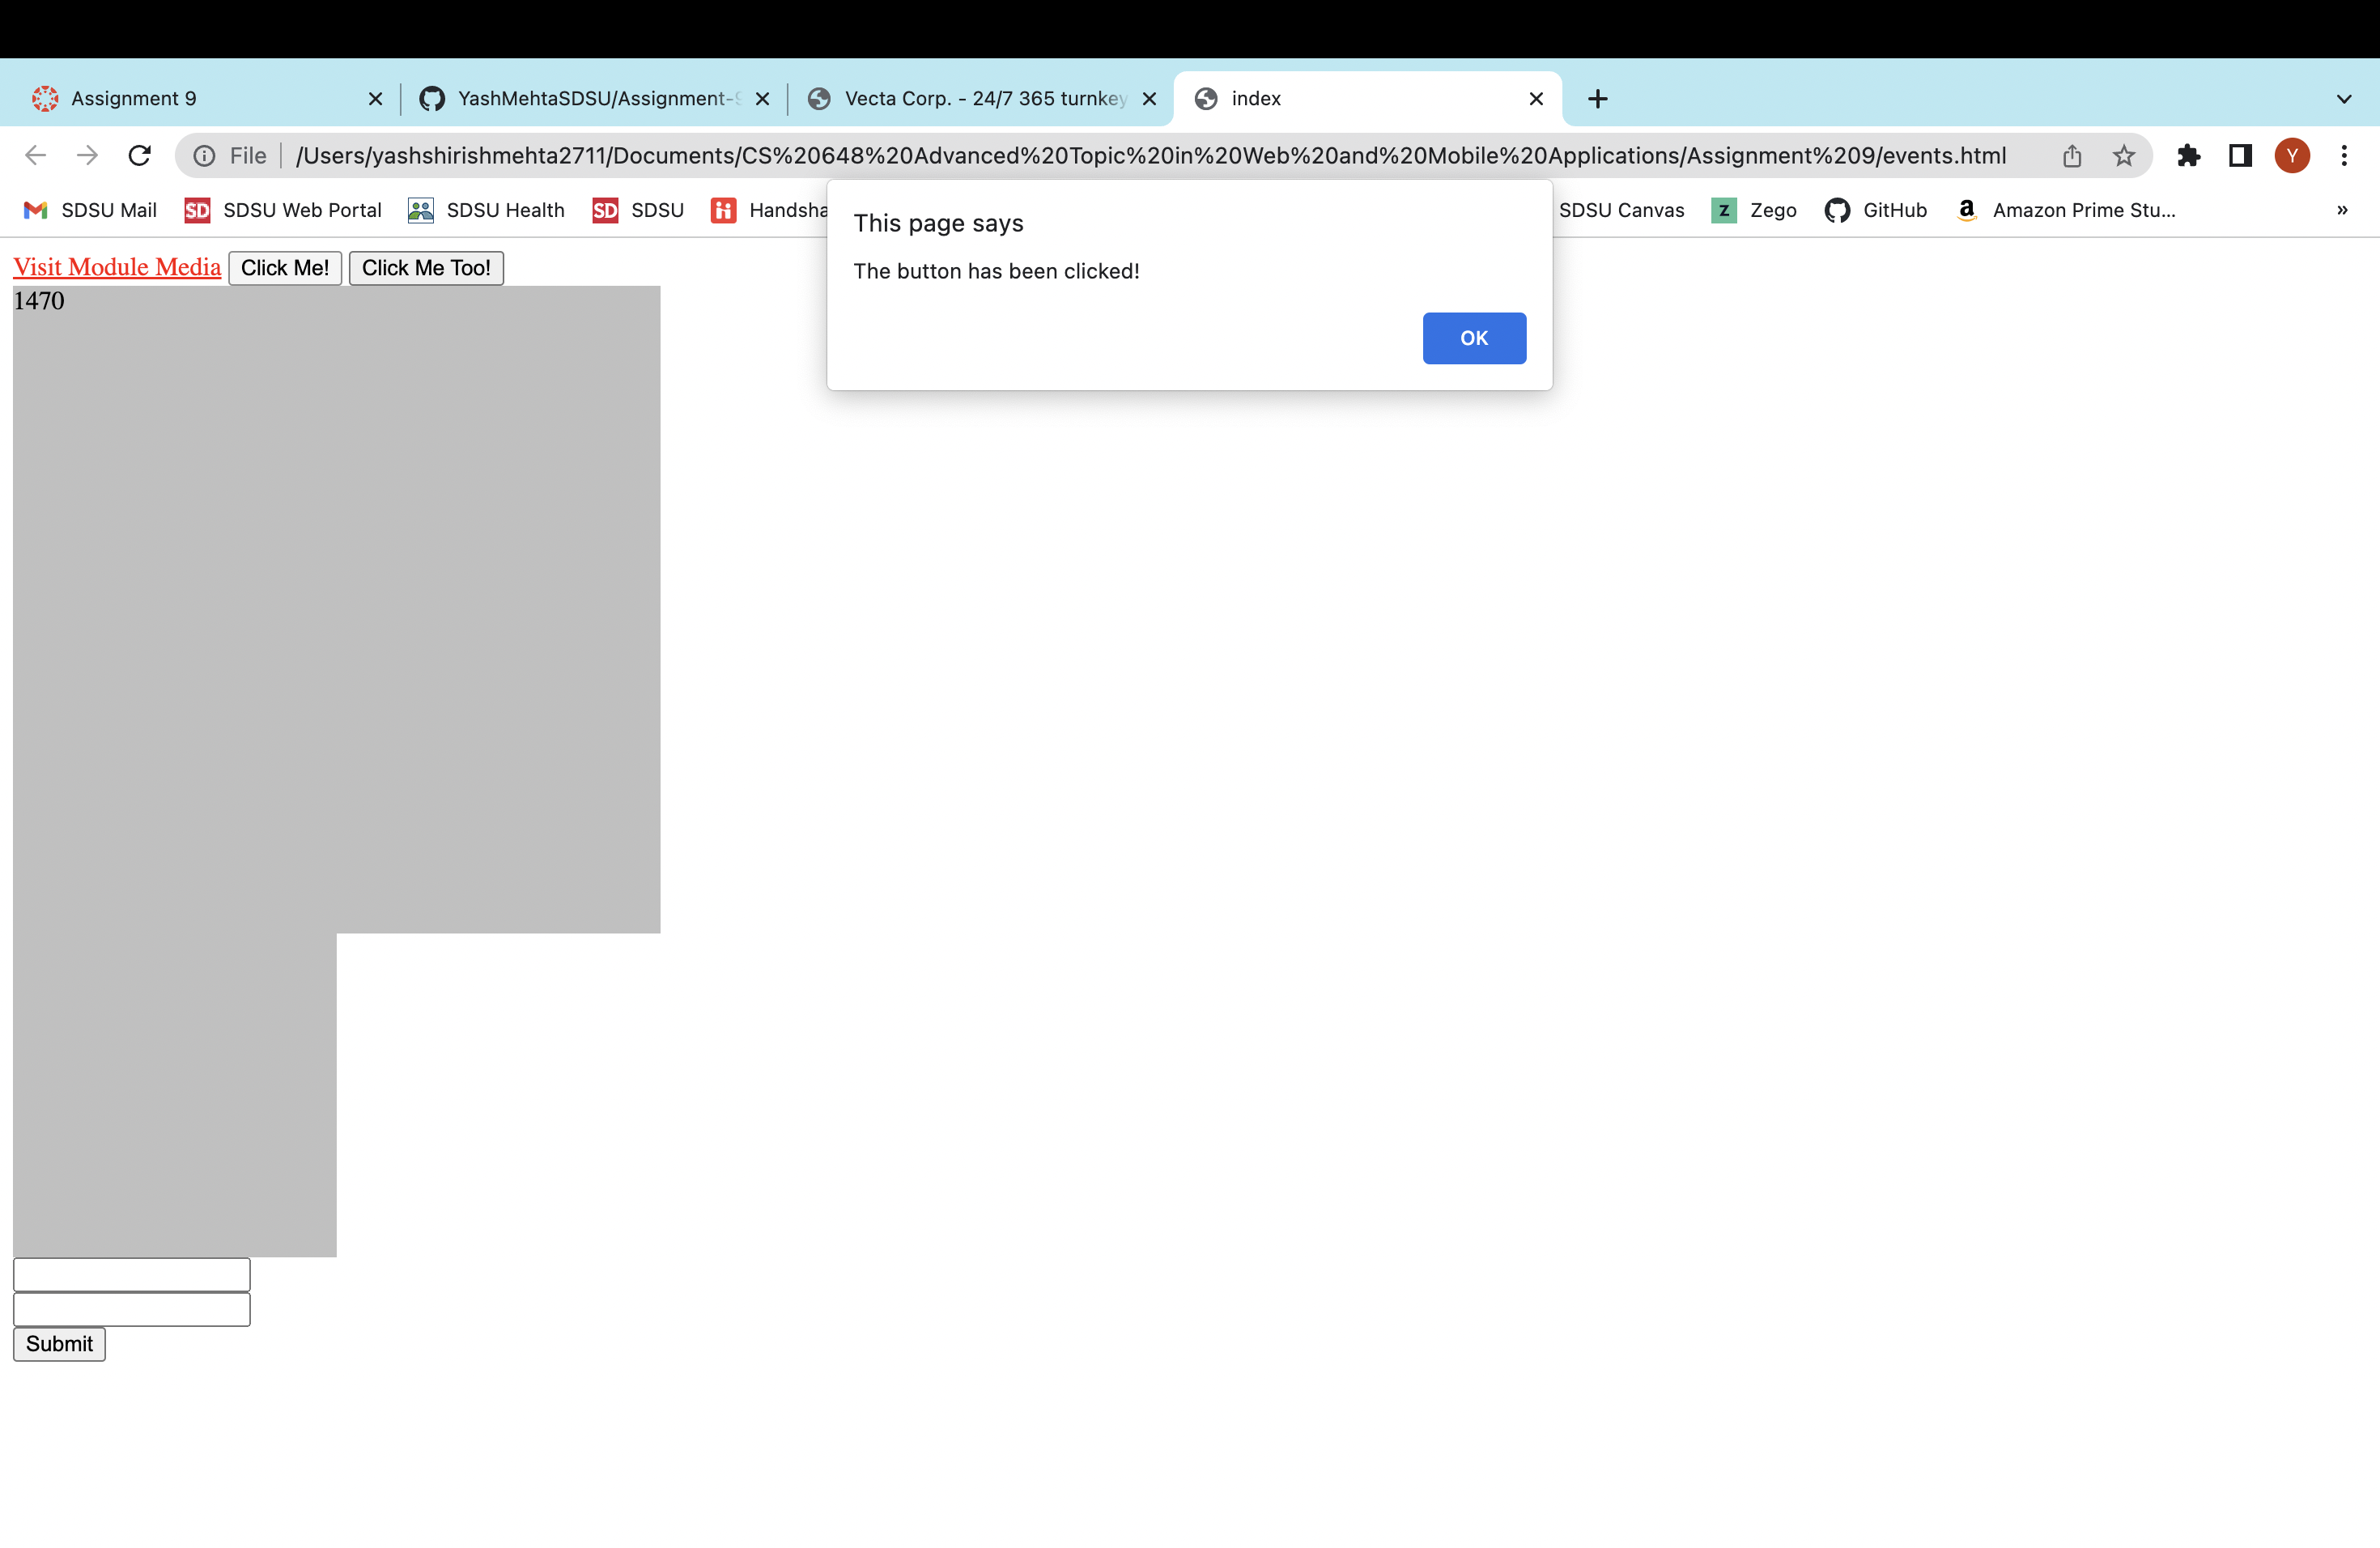 Assignment 9
YashMehtaSDSU/Assignment-9
Vecta Corp. - 24/7 365 turnkey
index
File
/Users/yashshirishmehta2711/Documents/CS%20648%20Advanced%20Topic%20in%20Web%20and%20Mobile%20Applications/Assignment%209/events.html
Y
SDSU Mail
SD SDSU Web Portal
SDSU Health
SD SDSU
Handsha
SDSU Canvas
Z Zego
GitHub
a Amazon Prime Stu...
»
This page says
The button has been clicked!
OK
Visit Module Media Click Me! Click Me Too!
1470
Submit